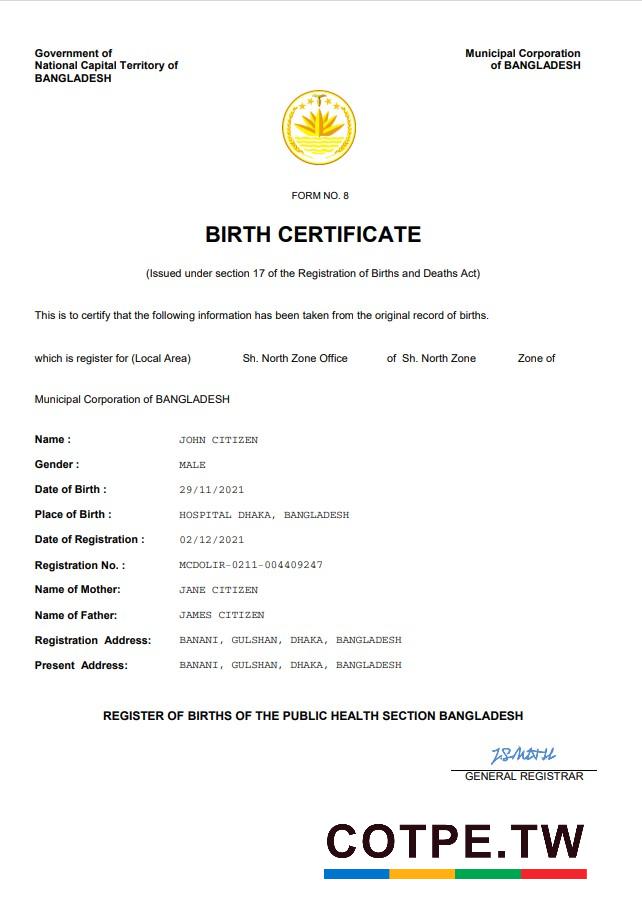 Government of
National Capital Territory of
BANGLADESH
Municipal Corporation
of BANGLADESH
FORM NO. 8
BIRTH CERTIFICATE
(Issued under section 17 of the Registration of Births and Deaths Act)
This is to certify that the following information has been taken from the original record of births.
which is register for (Local Area) Sh. North Zone Office of Sh. North Zone Zone of
Municipal Corporation of BANGLADESH
Name : JOHN CITIZEN
Gender : MALE
Date of Birth : 29/11/2021
Place of Birth : HOSPITAL DHAKA, BANGLADESH
Date of Registration : 02/12/2021
Registration No. : MCDOLIR-0211-004409247
Name of Mother: JANE CITIZEN
Name of Father: JAMES CITIZEN
Registration Address: BANANI, GULSHAN, DHAKA, BANGLADESH
Present Address: BANANI, GULSHAN, DHAKA, BANGLADESH
REGISTER OF BIRTHS OF THE PUBLIC HEALTH SECTION BANGLADESH
GENERAL REGISTRAR
COTPE.TW